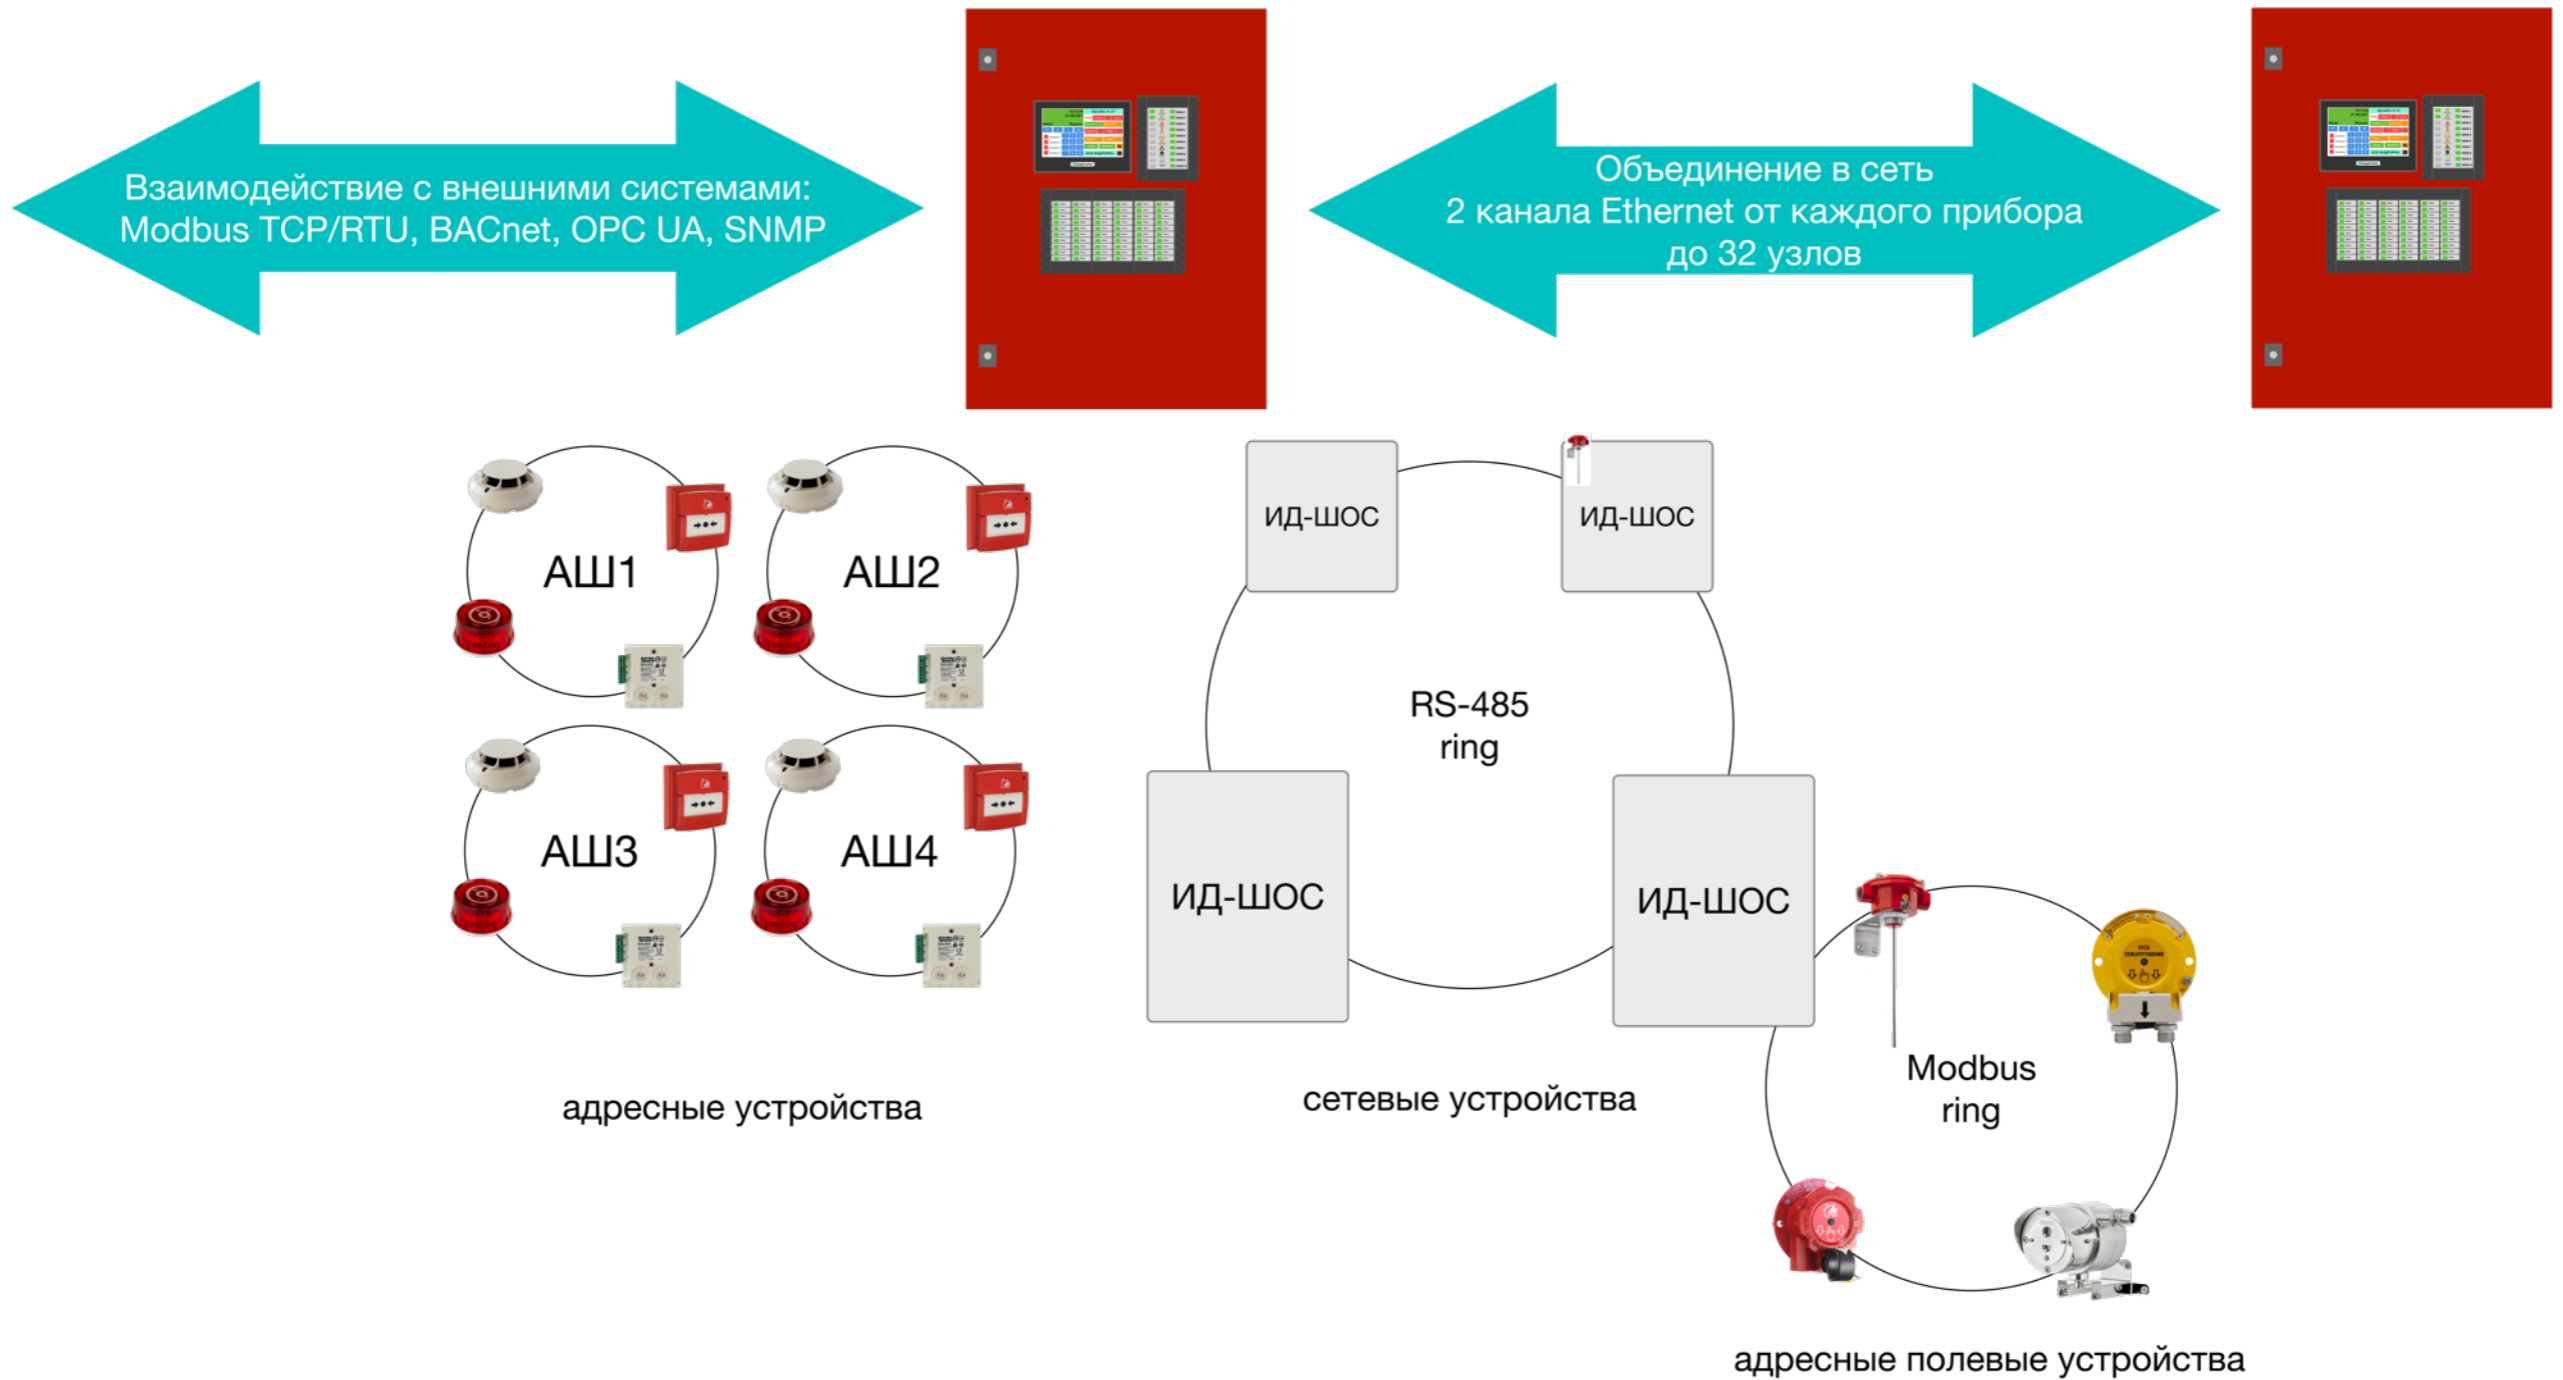 Взаимодействие с внешними системами:
Modbus TCP/RTU, BACnet, OPC UA, SNMP
Объединение в сеть
2 канала Ethernet от каждого прибора
до 32 узлов
АШ1
АШ2
АШ3
АШ4
адресные устройства
ИД-ШОС
ИД-ШОС
RS-485
ring
ИД-ШОС
ИД-ШОС
сетевые устройства
ПУСК
ПОЖАРОТУШЕНИЯ
Modbus
ring
адресные полевые устройства